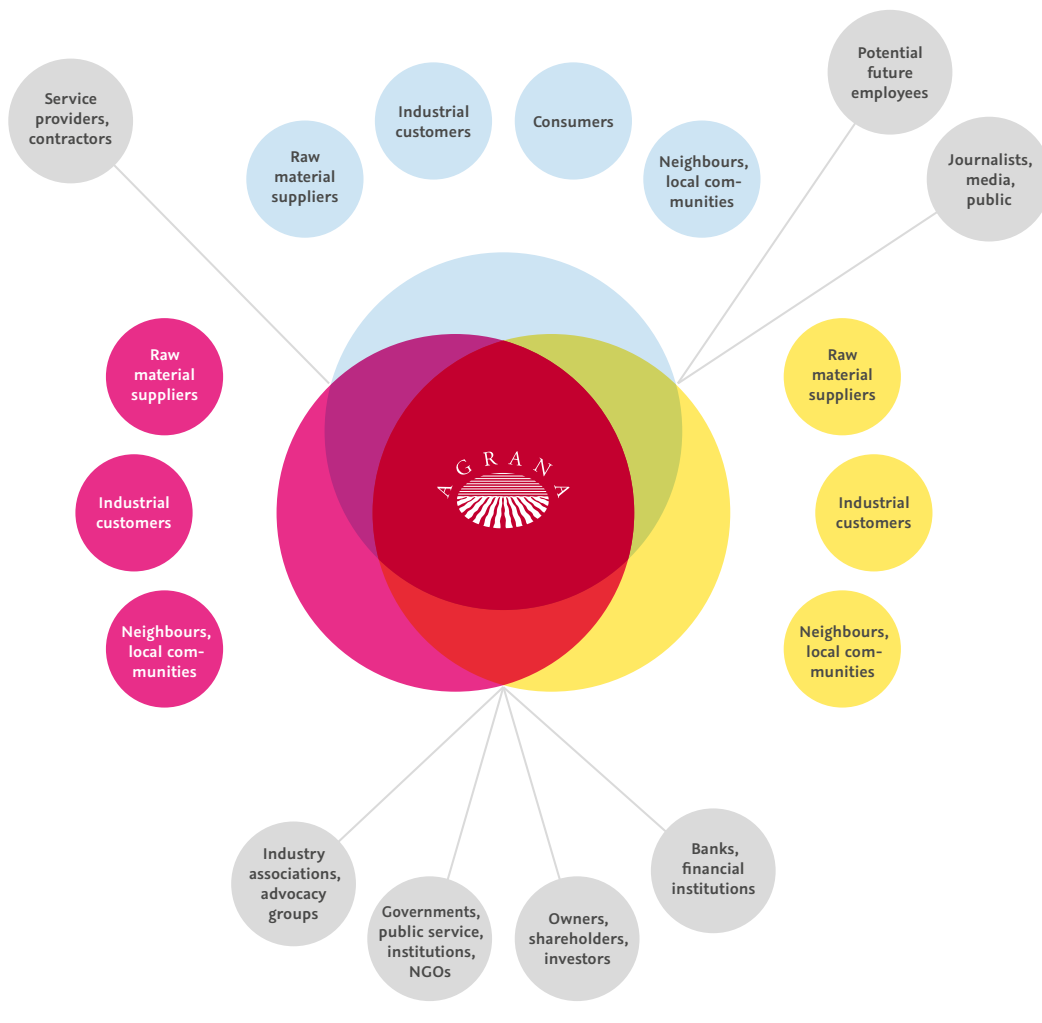 Potential
future
employees
Service
providers,
contractors
Industrial
customers
Consumers
Raw
material
suppliers
Neighbours,
local com-
munities
Journalists,
media,
public
Raw
material
suppliers
Raw
material
suppliers
AGRANA
Industrial
customers
Industrial
customers
Neighbours,
local com-
munities
Neighbours,
local com-
munities
Industry
associations,
advocacy
groups
Governments,
public service,
institutions,
NGOs
Owners,
shareholders,
investors
Banks,
financial
institutions